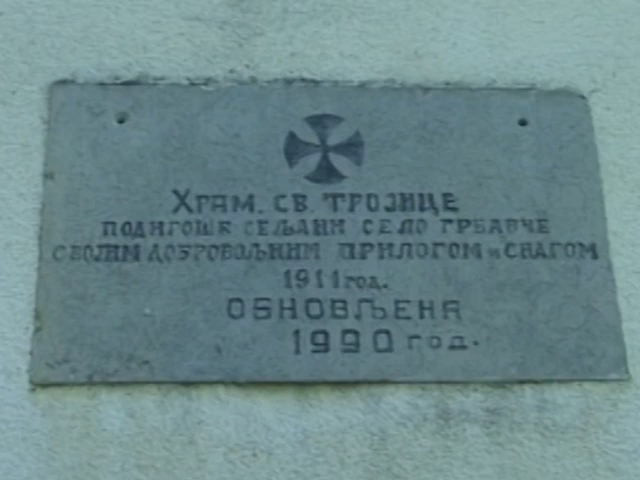 ХРАМ. СВ. ТРОЈИЦЕ
ПОДИГОШЕ СЕЉАНИ СЕЛО ГРБАВЧЕ
СВОЈИМ ДОБРОВОЉНИМ ПРИЛОГОМ и СНАГОМ
1911 год.
ОБНОВЉЕНА
1990 год.